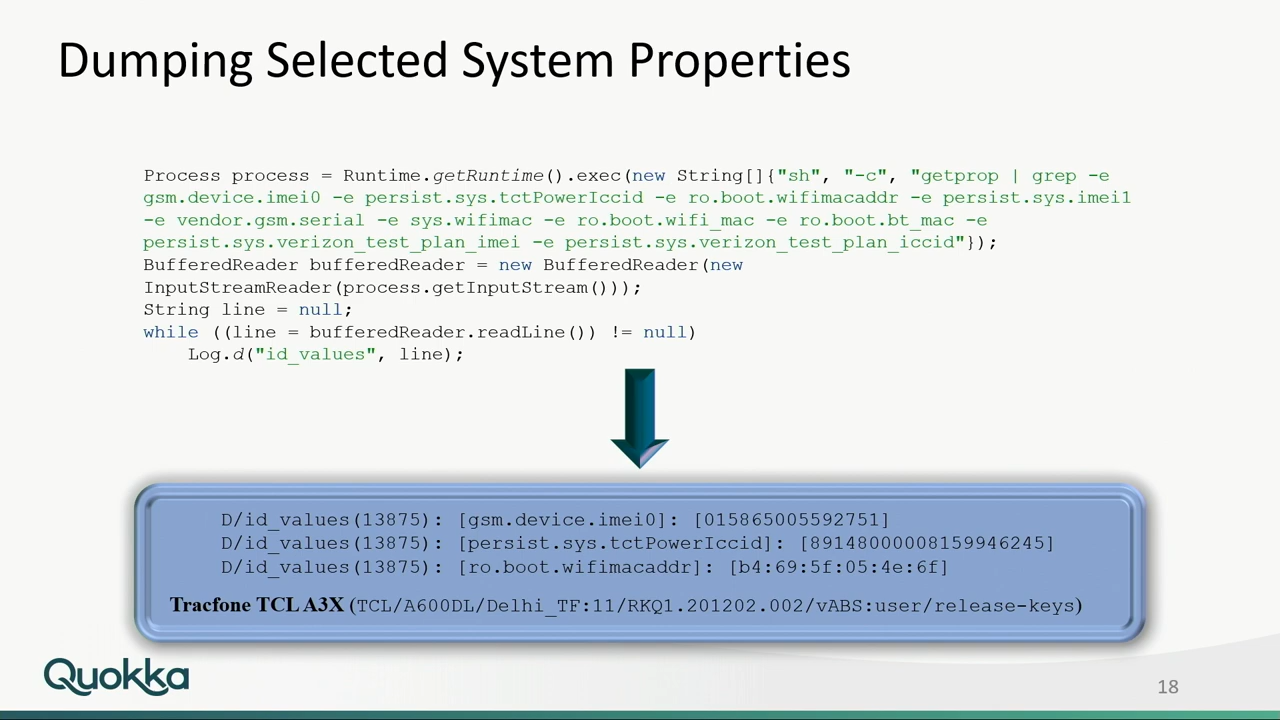 Dumping Selected System Properties
Process process = Runtime.getRuntime().exec(new String[]{"sh", "-c", "getprop | grep -e
gsm.device.imei0 -e persist.sys.tctPowerIccid -e ro.boot.wifimacaddr -e persist.sys.imei1
-e vendor.gsm.serial -e sys.wifimac -e ro.boot.wifi_mac -e ro.boot.bt_mac -e
persist.sys.verizon_test_plan_imei -e persist.sys.verizon_test_plan_iccid"});
BufferedReader bufferedReader = new BufferedReader(new
InputStreamReader(process.getInputStream()));
String line = null;
while ((line = bufferedReader.readLine()) != null)
    Log.d("id_values", line);
D/id_values(13875): [gsm.device.imei0]: [015865005592751]
D/id_values(13875): [persist.sys.tctPowerIccid]: [89148000008159946245]
D/id_values(13875): [ro.boot.wifimacaddr]: [b4:69:5f:05:4e:6f]
Tracfone TCL A3X (TCL/A600DL/Delhi_TF:11/RKQ1.201202.002/vABS:user/release-keys)
Quokka
18